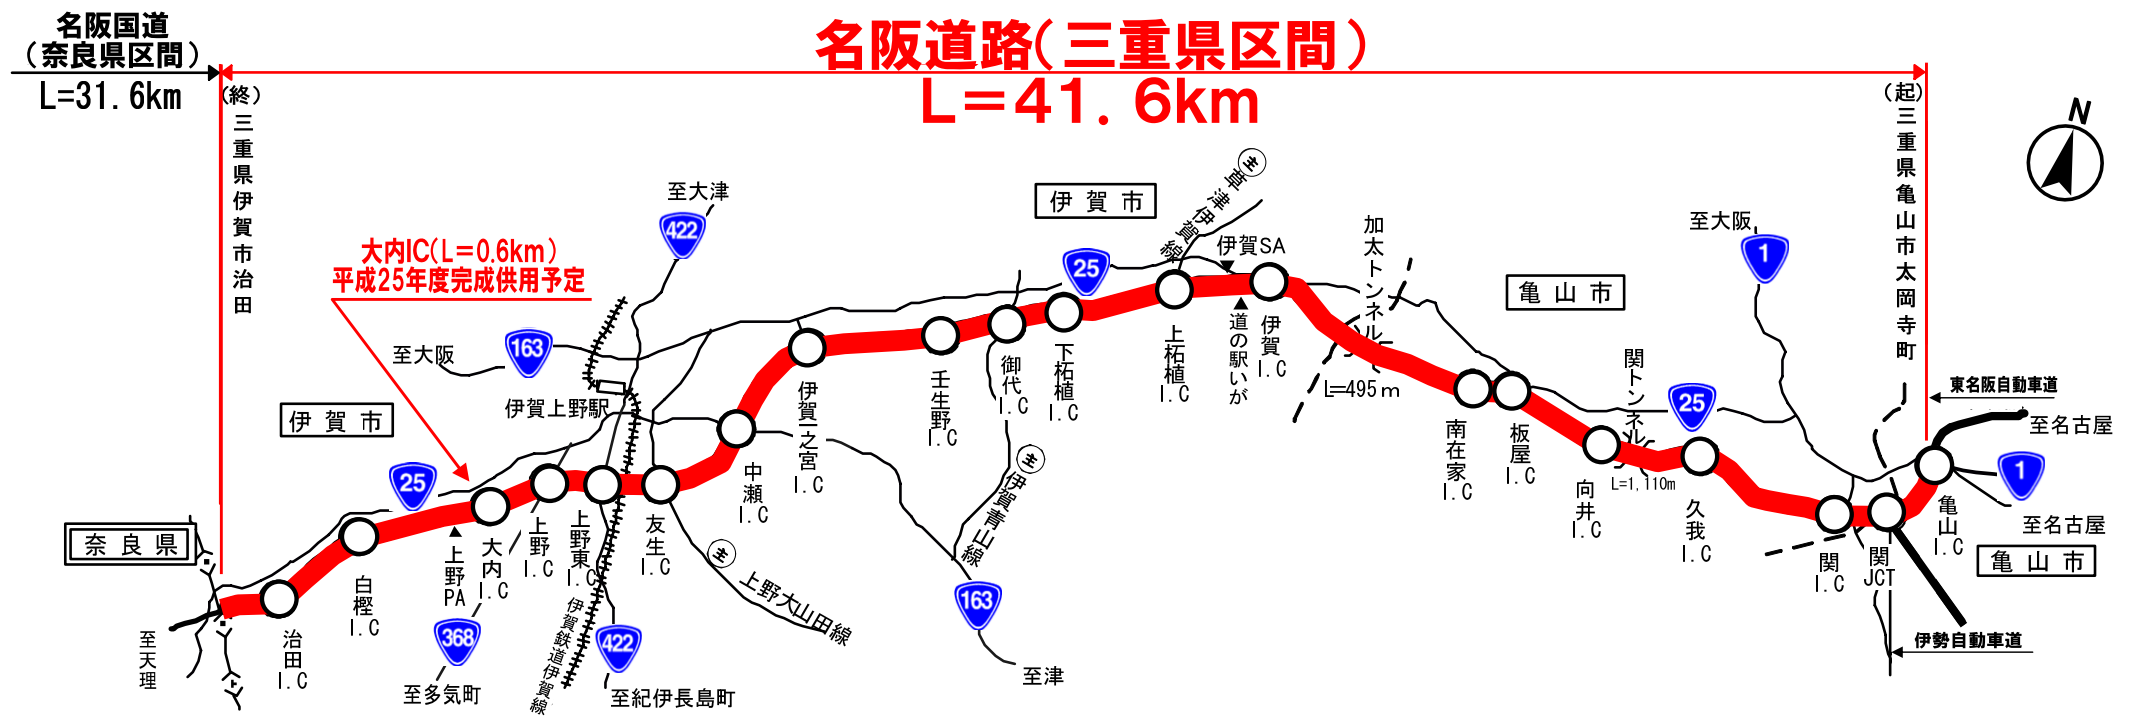 名阪国道
（奈良県区間）
L=31.6km
名阪道路（三重県区間）
L＝41．6km
（終）
三重県伊賀市治田
（起）
三重県亀山市太岡寺町
N
至大津
422
伊賀市
主
草津伊賀線
伊賀SA
加太トンネル
至大阪
1
大内IC(L＝0.6km)
平成25年度完成供用予定
25
亀山市
163
至大阪
伊賀上野駅
伊賀市
伊賀一之宮
I.C
壬生野
I.C
御代
I.C
下柘植
I.C
上柘植
I.C
道の駅いが
伊賀
I.C
L=495m
関トンネル
25
東名阪自動車道
至名古屋
南在家
I.C
板屋
I.C
向井
I.C
L=1,110m
久我
I.C
1
至名古屋
亀山
I.C
亀山市
関
I.C
関
JCT
伊勢自動車道
25
奈良県
中瀬
I.C
主
伊賀青山線
友生
I.C
上野東
I.C
上野
I.C
大内
I.C
上野
PA
白樫
I.C
治田
I.C
至天理
主
上野大山田線
163
至津
368
至多気町
伊賀鉄道伊賀線
422
至紀伊長島町